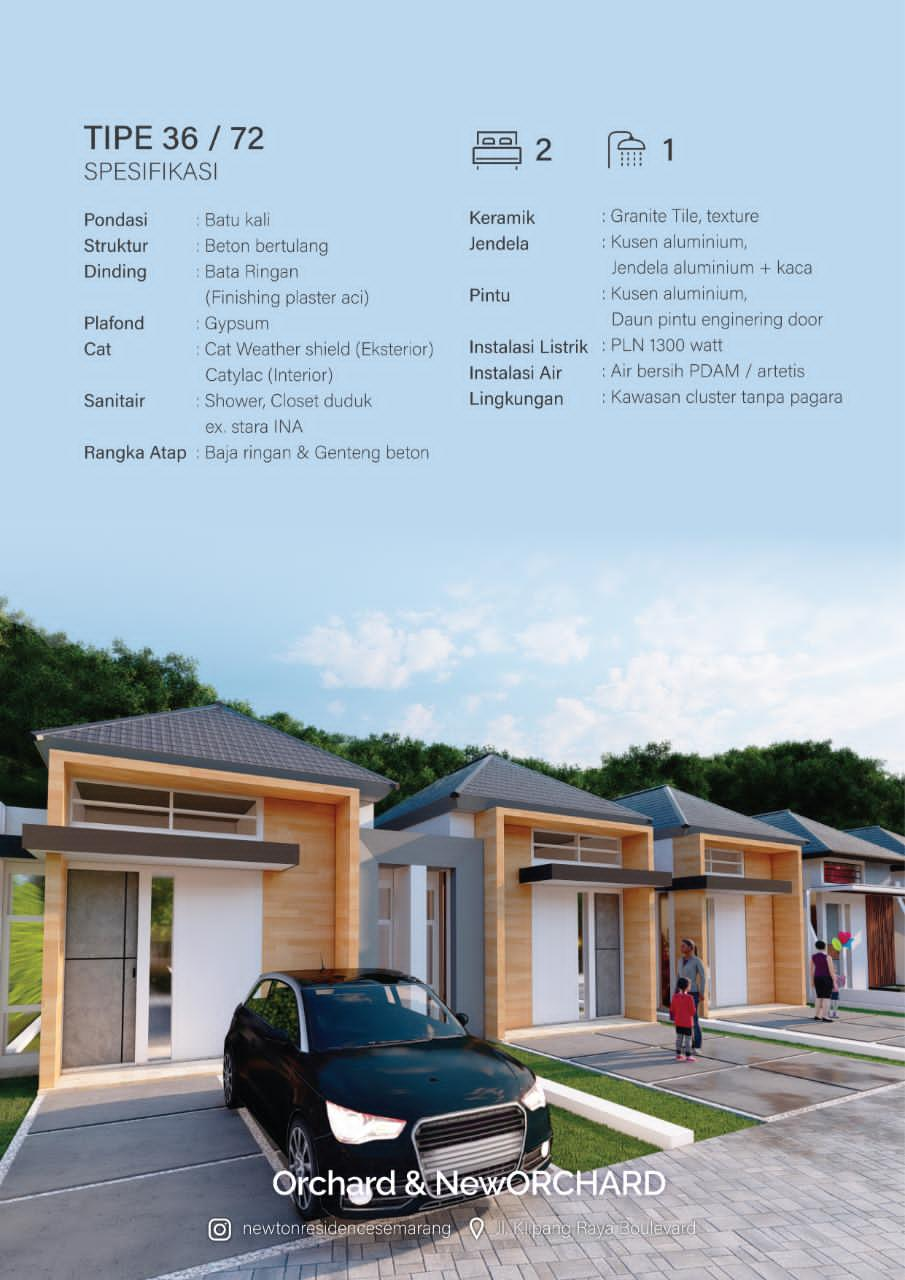 TIPE 36 / 72
SPESIFIKASI
2
1
Pondasi : Batu kali
Struktur : Beton bertulang
Dinding : Bata Ringan
(Finishing plaster aci)
Plafond : Gypsum
Cat : Cat Weather shield (Eksterior)
Catylac (Interior)
Sanitair : Shower, Closet duduk
ex. stara INA
Rangka Atap : Baja ringan & Genteng beton
Keramik : Granite Tile, texture
Jendela : Kusen aluminium,
Jendela aluminium + kaca
Pintu : Kusen aluminium,
Daun pintu enginering door
Instalasi Listrik : PLN 1300 watt
Instalasi Air : Air bersih PDAM / artetis
Lingkungan : Kawasan cluster tanpa pagara
Orchard & NewORCHARD
newtonresidencesemarang Jl. Klipang Raya Boulevard